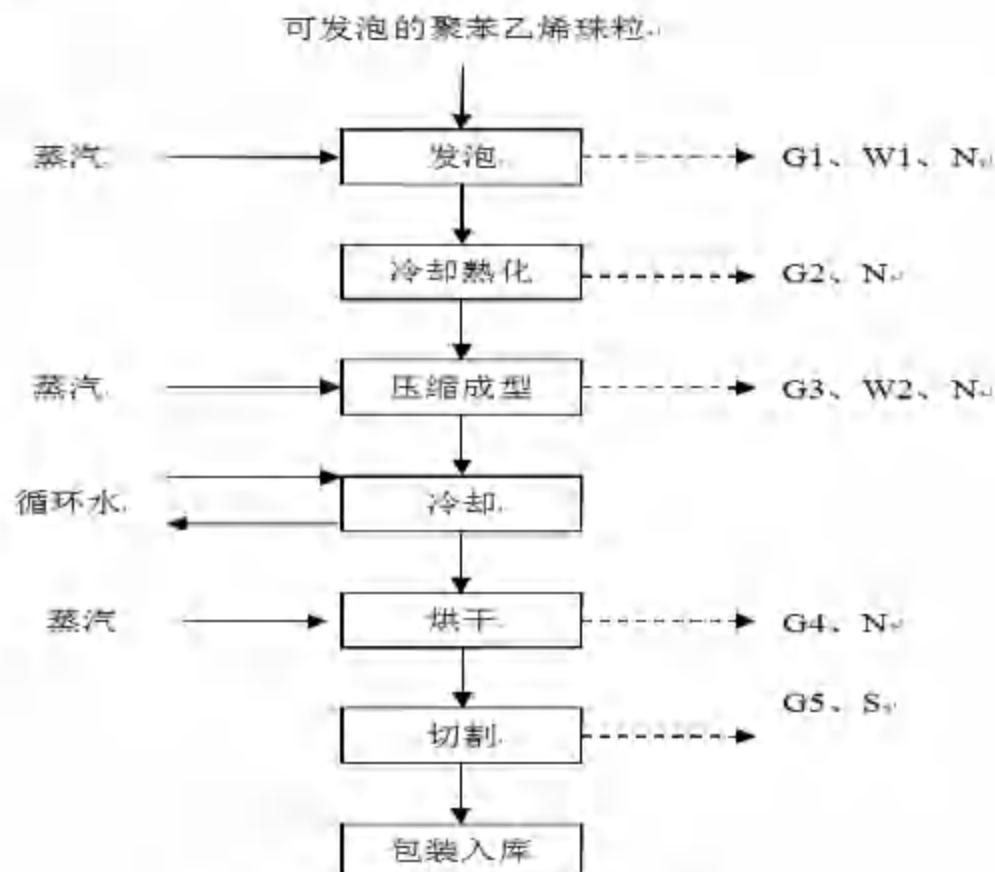 可发泡的聚苯乙烯珠粒
蒸汽
发泡
G1、W1、N
冷却熟化
G2、N
蒸汽
压缩成型
G3、W2、N
循环水
冷却
蒸汽
烘干
G4、N
G5、S
切割
包装入库